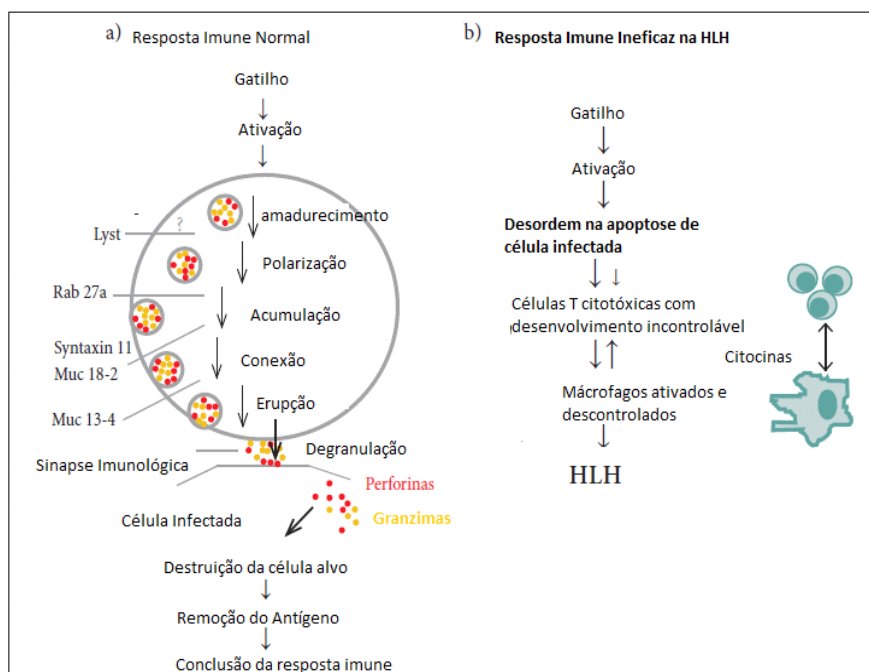 a) Resposta Imune Normal
Gatilho
Ativação
amadurecimento
?
Lyst
Polarização
Rab 27a
Acumulação
Syntaxin 11
Muc 18-2
Conexão
Muc 13-4
Erupção
Degranulação
Sinapse Imunológica
Perforinas
Granzimas
Célula Infectada
Destruição da célula alvo
Remoção do Antígeno
Conclusão da resposta imune
b) Resposta Imune Ineficaz na HLH
Gatilho
Ativação
Desordem na apoptose de
célula infectada
Células T citotóxicas com
desenvolvimento incontrolável
Citocinas
Mácrofagos ativados e
descontrolados
HLH